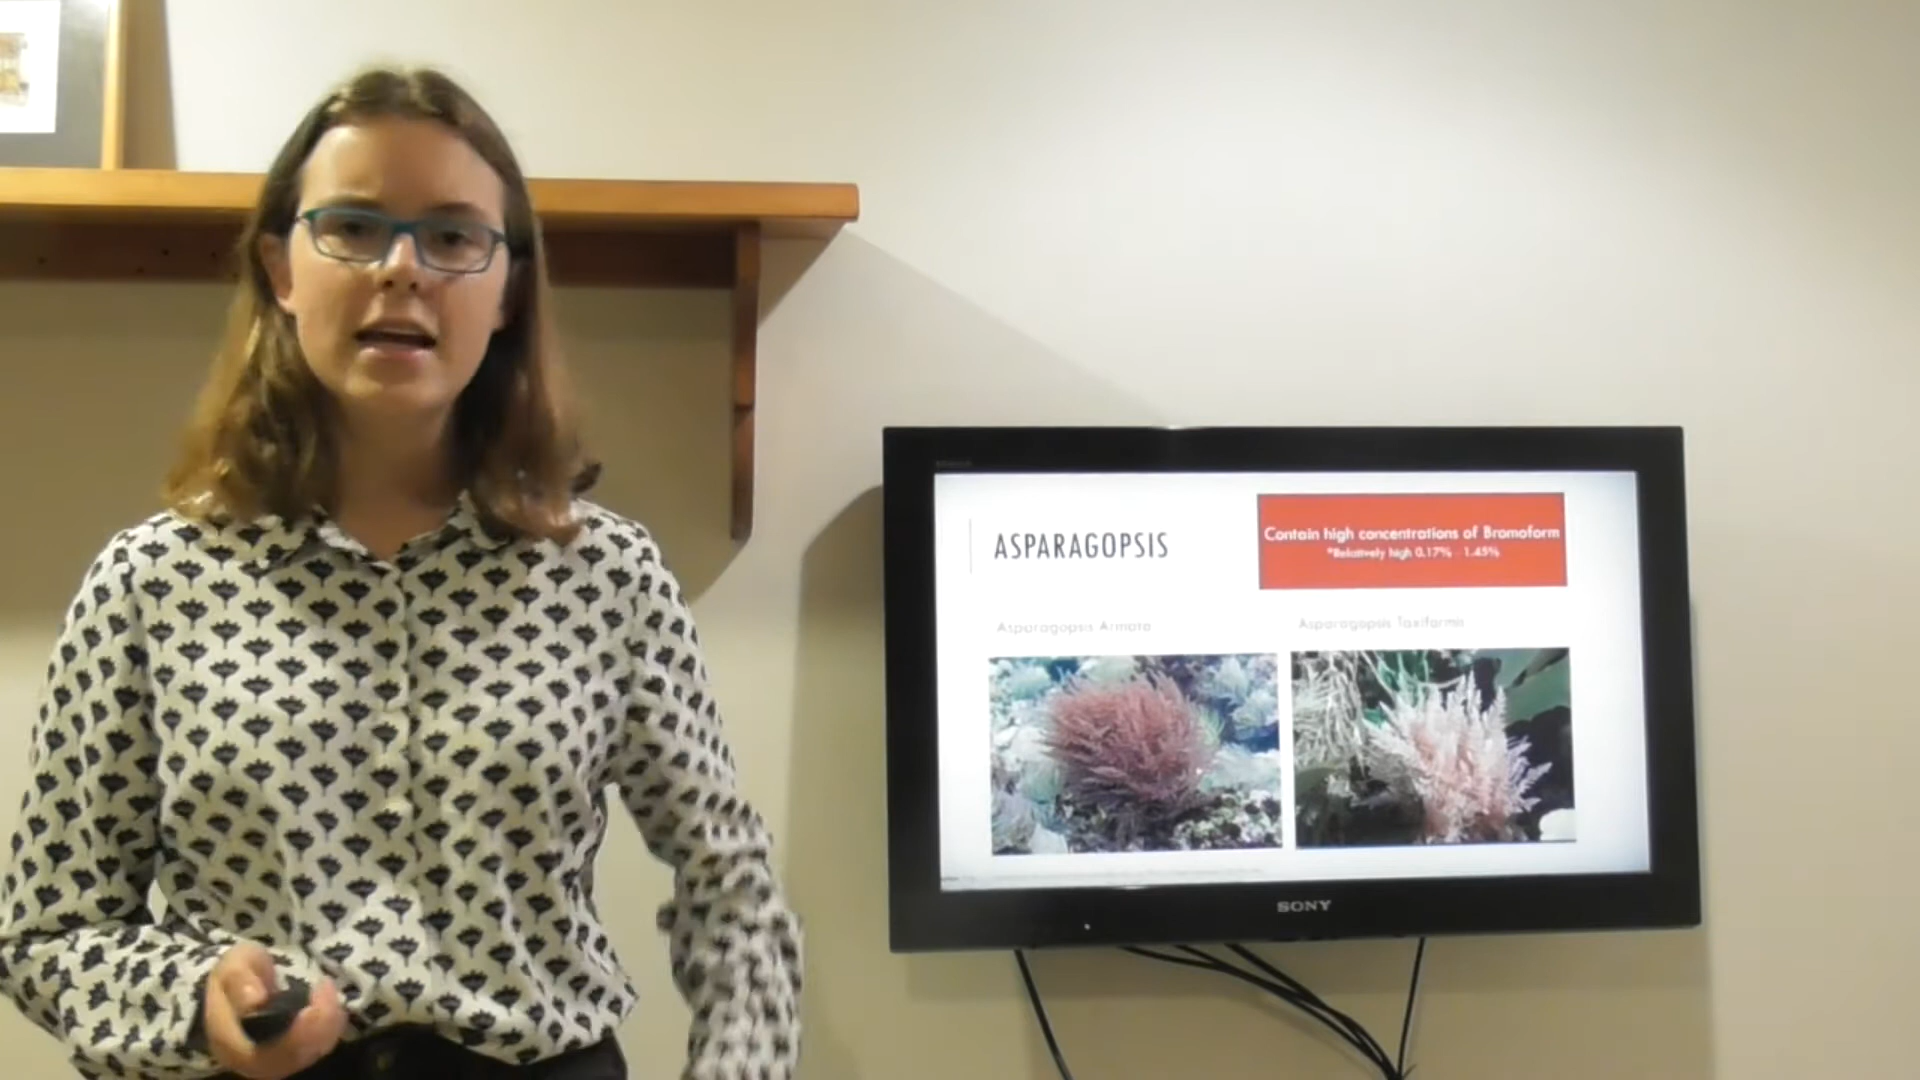 ASPARAGOPSIS
Contain high concentrations of Bromoform
*Relatively high 0.17% - 1.45%
Asparagopsis Armata
Asparagopsis Taxiformis
SONY